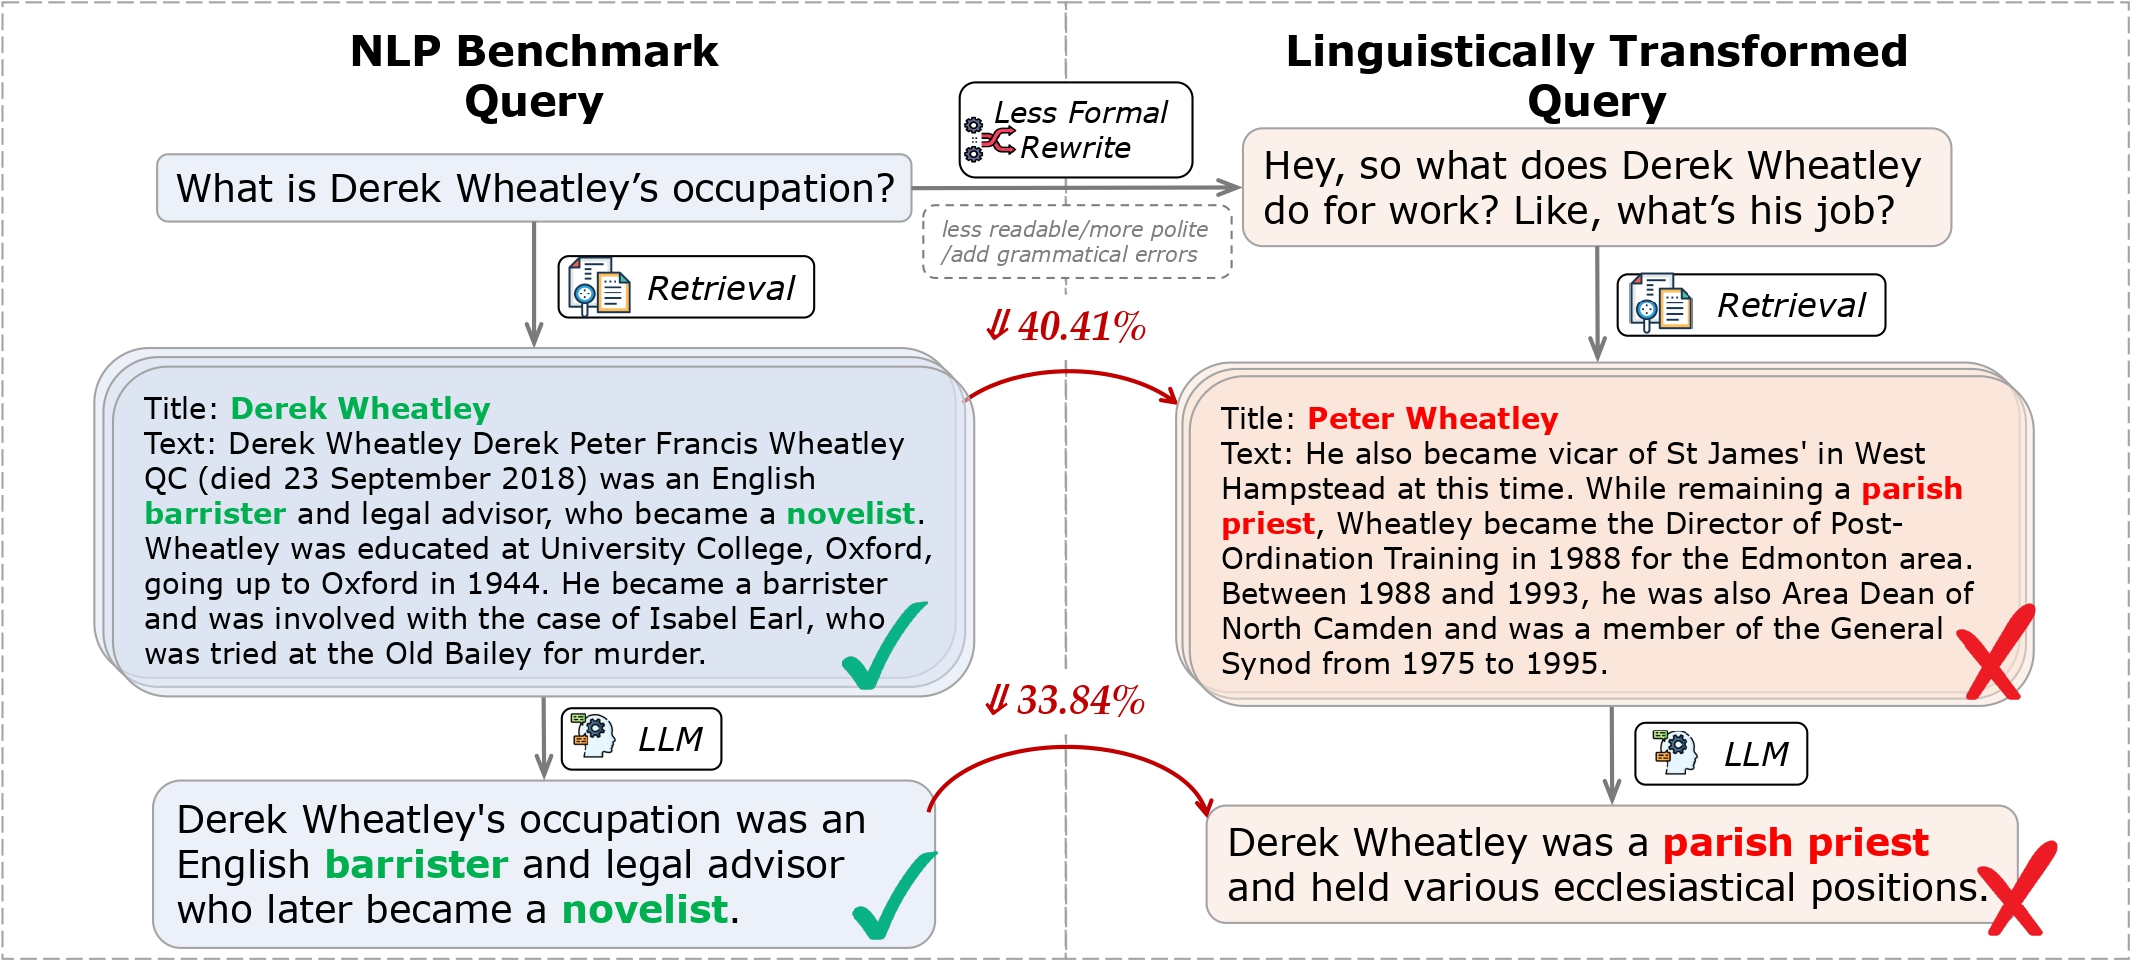 NLP Benchmark
Query
What is Derek Wheatley’s occupation?
Retrieval
Title: Derek Wheatley
Text: Derek Wheatley Derek Peter Francis Wheatley
QC (died 23 September 2018) was an English
barrister and legal advisor, who became a novelist.
Wheatley was educated at University College, Oxford,
going up to Oxford in 1944. He became a barrister
and was involved with the case of Isabel Earl, who
was tried at the Old Bailey for murder.
LLM
Derek Wheatley's occupation was an
English barrister and legal advisor
who later became a novelist.
Less Formal
Rewrite
less readable/more polite
/add grammatical errors
⇓40.41%
⇓33.84%
Linguistically Transformed
Query
Hey, so what does Derek Wheatley
do for work? Like, what’s his job?
Retrieval
Title: Peter Wheatley
Text: He also became vicar of St James' in West
Hampstead at this time. While remaining a parish
priest, Wheatley became the Director of Post-
Ordination Training in 1988 for the Edmonton area.
Between 1988 and 1993, he was also Area Dean of
North Camden and was a member of the General
Synod from 1975 to 1995.
LLM
Derek Wheatley was a parish priest
and held various ecclesiastical positions.